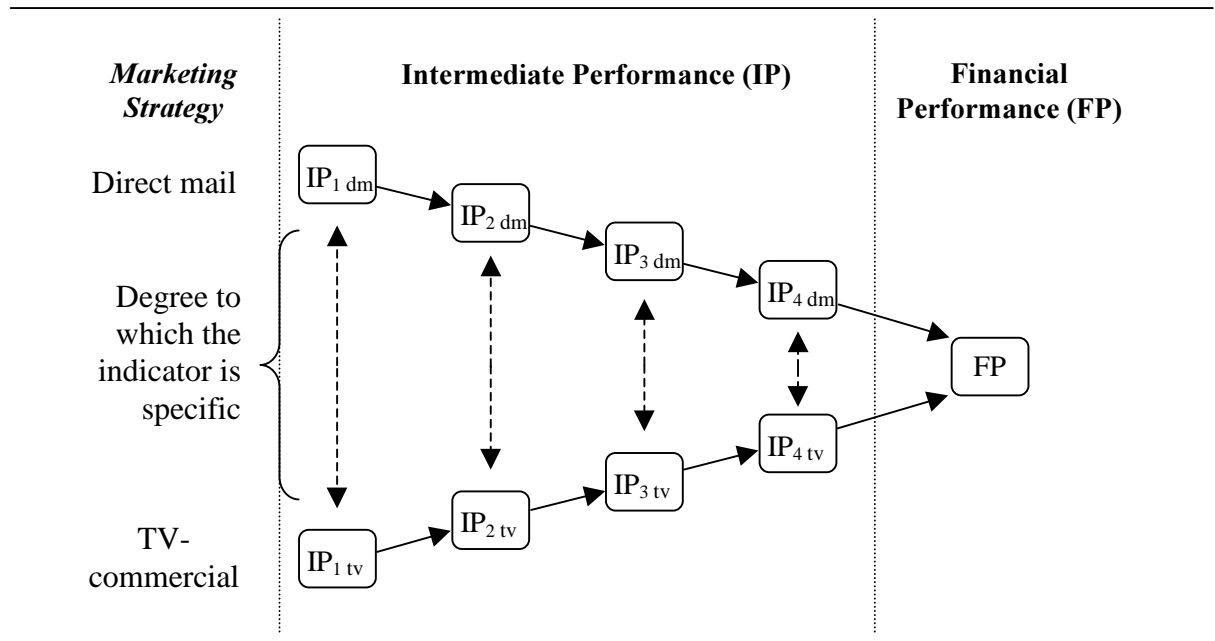 Marketing
Strategy
Intermediate Performance (IP)
Financial
Performance (FP)
Direct mail
IP1 dm
IP2 dm
IP3 dm
IP4 dm
Degree to
which the
indicator is
specific
FP
IP4 tv
IP3 tv
IP2 tv
IP1 tv
TV-
commercial